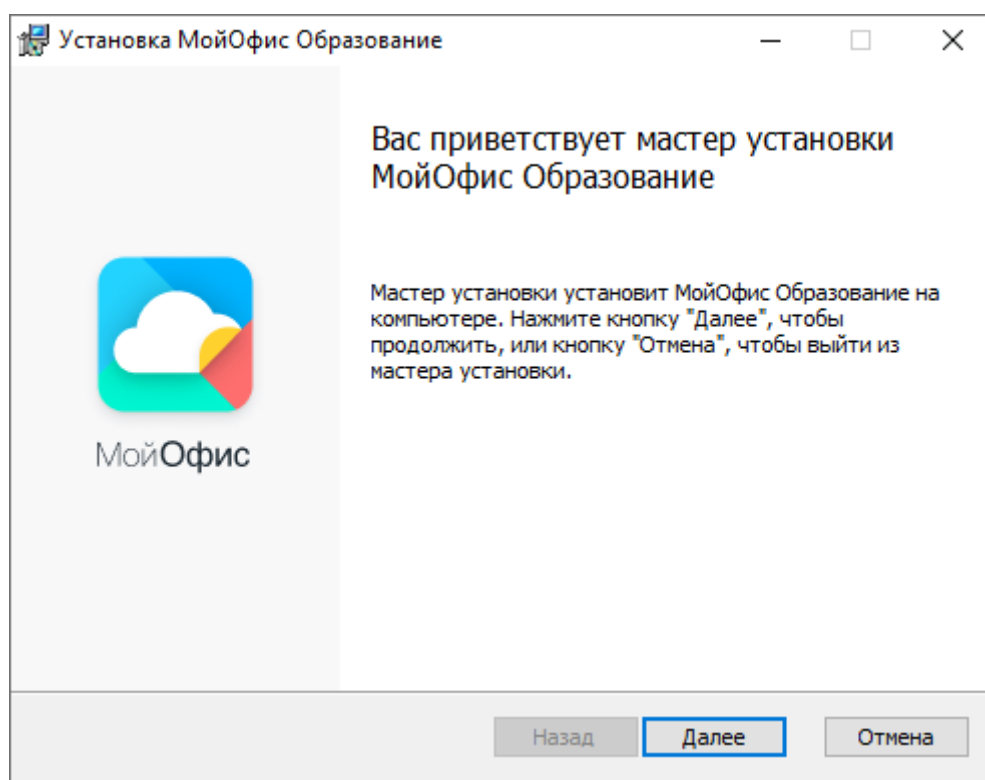 Установка МойОфис Образование
Вас приветствует мастер установки
МойОфис Образование
Мастер установки установит МойОфис Образование на
компьютере. Нажмите кнопку "Далее", чтобы
продолжить, или кнопку "Отмена", чтобы выйти из
мастера установки.
МойОфис
Назад
Далее
Отмена